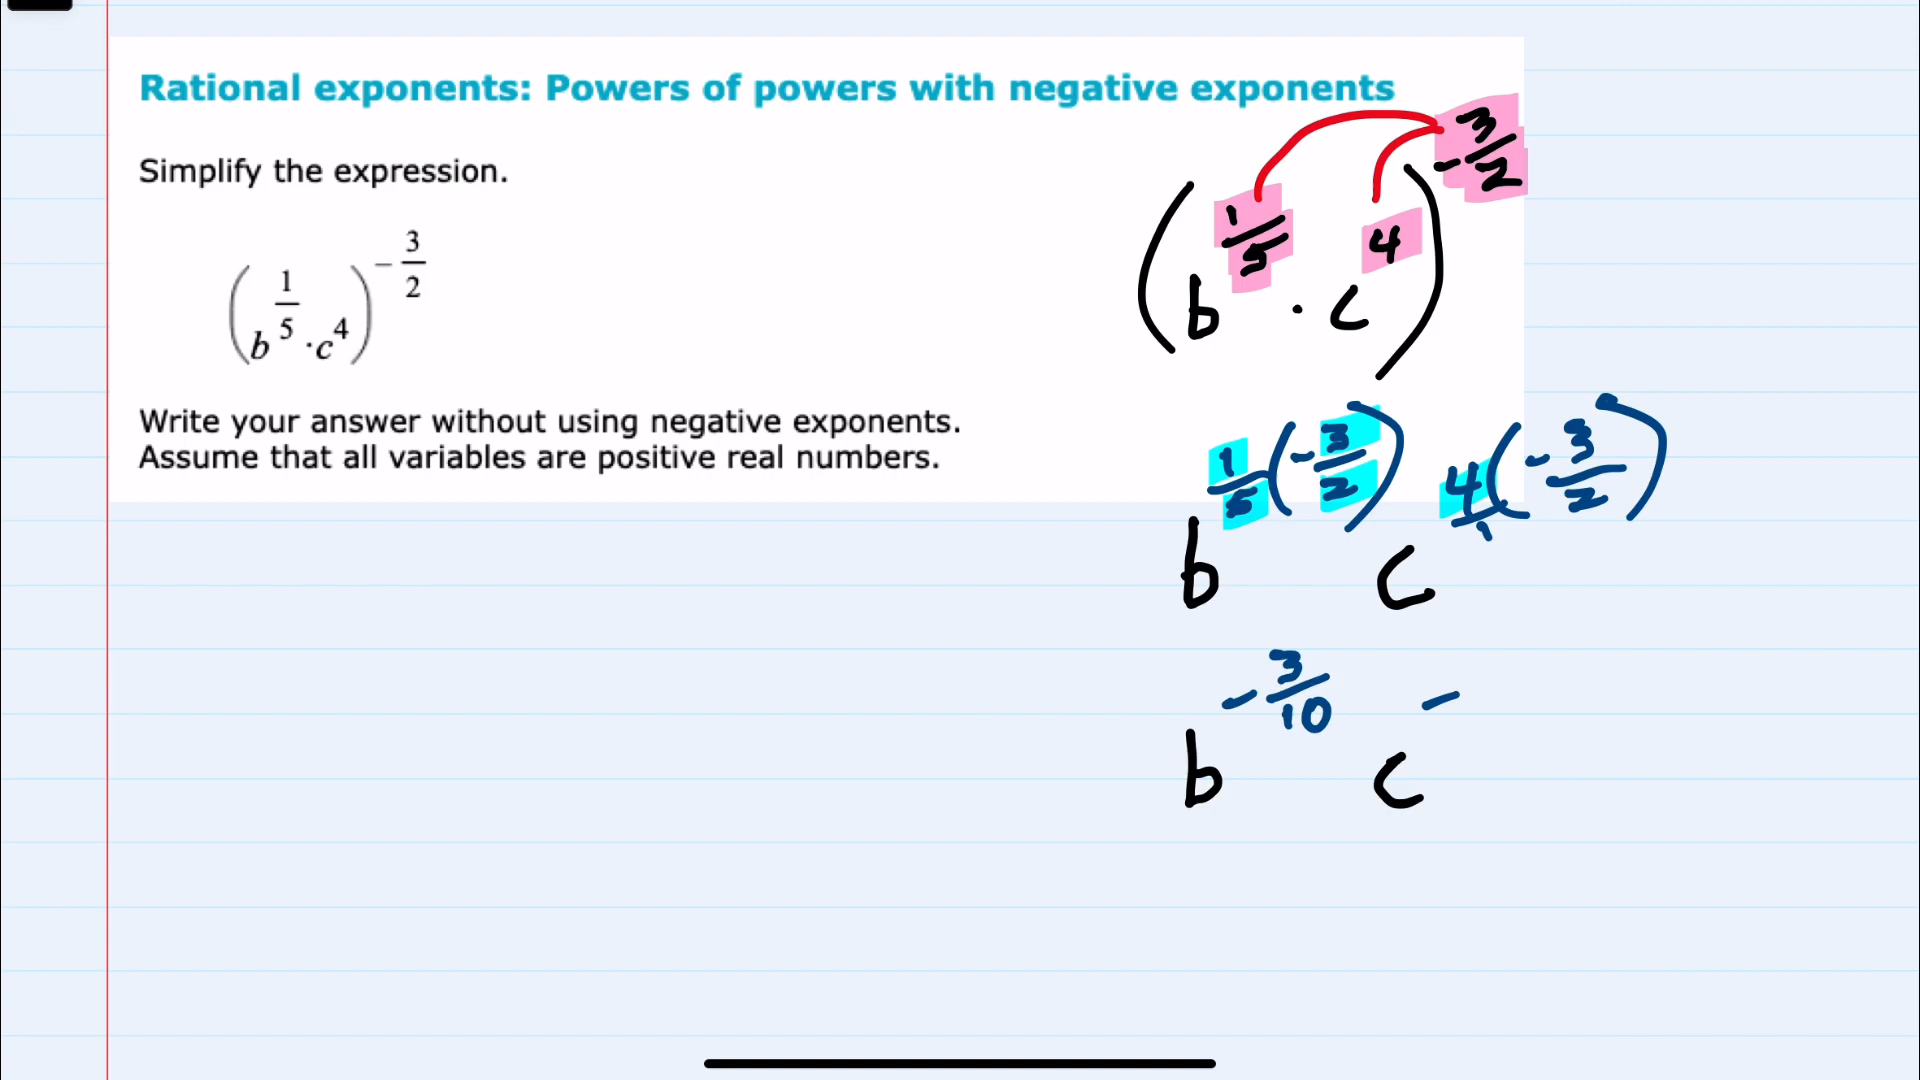 Rational exponents: Powers of powers with negative exponents
Simplify the expression.
(b^{1/5} · c^4)^{-3/2}
Write your answer without using negative exponents.
Assume that all variables are positive real numbers.
(b^{1/5} · c^4)^{-3/2}
b^{1/5(-3/2)} c^{4/1(-3/2)}
b^{-3/10} c^{-}